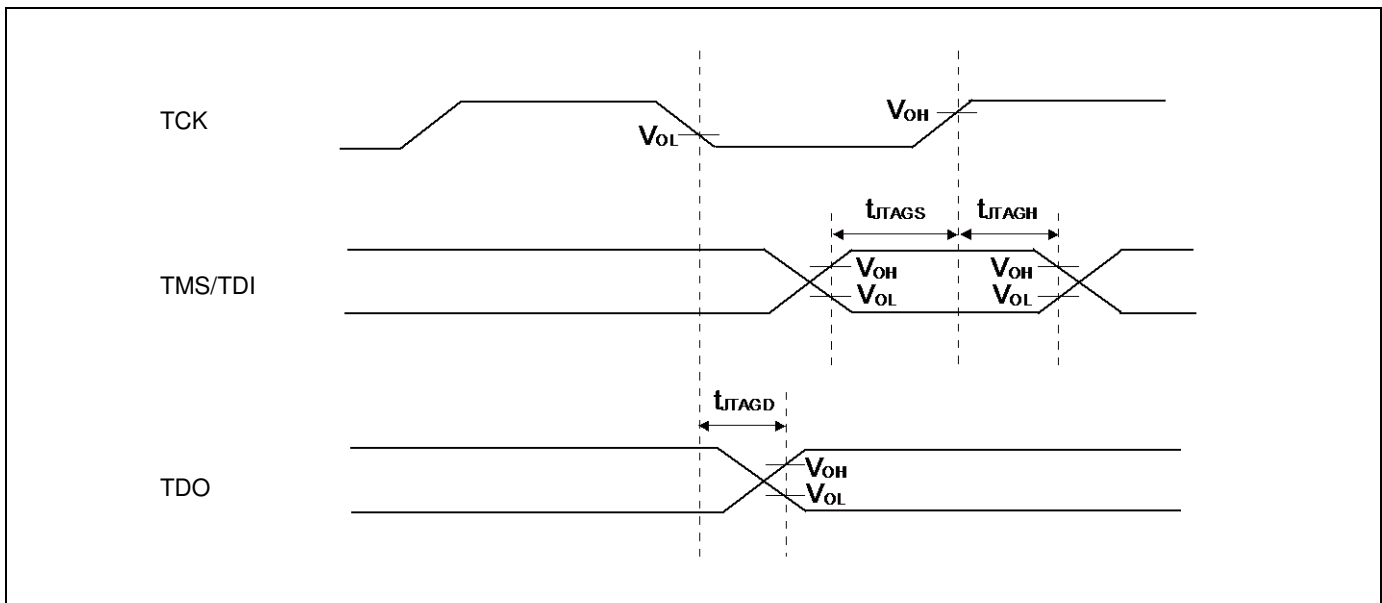 TCK
VOL
VOH
tJTAGS
tJTAGH
TMS/TDI
VOH
VOL
VOH
VOL
tJTAGD
TDO
VOH
VOL